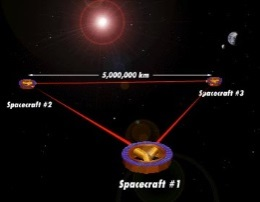 5,000,000 km
Spacecraft #2
Spacecraft #3
Spacecraft #1